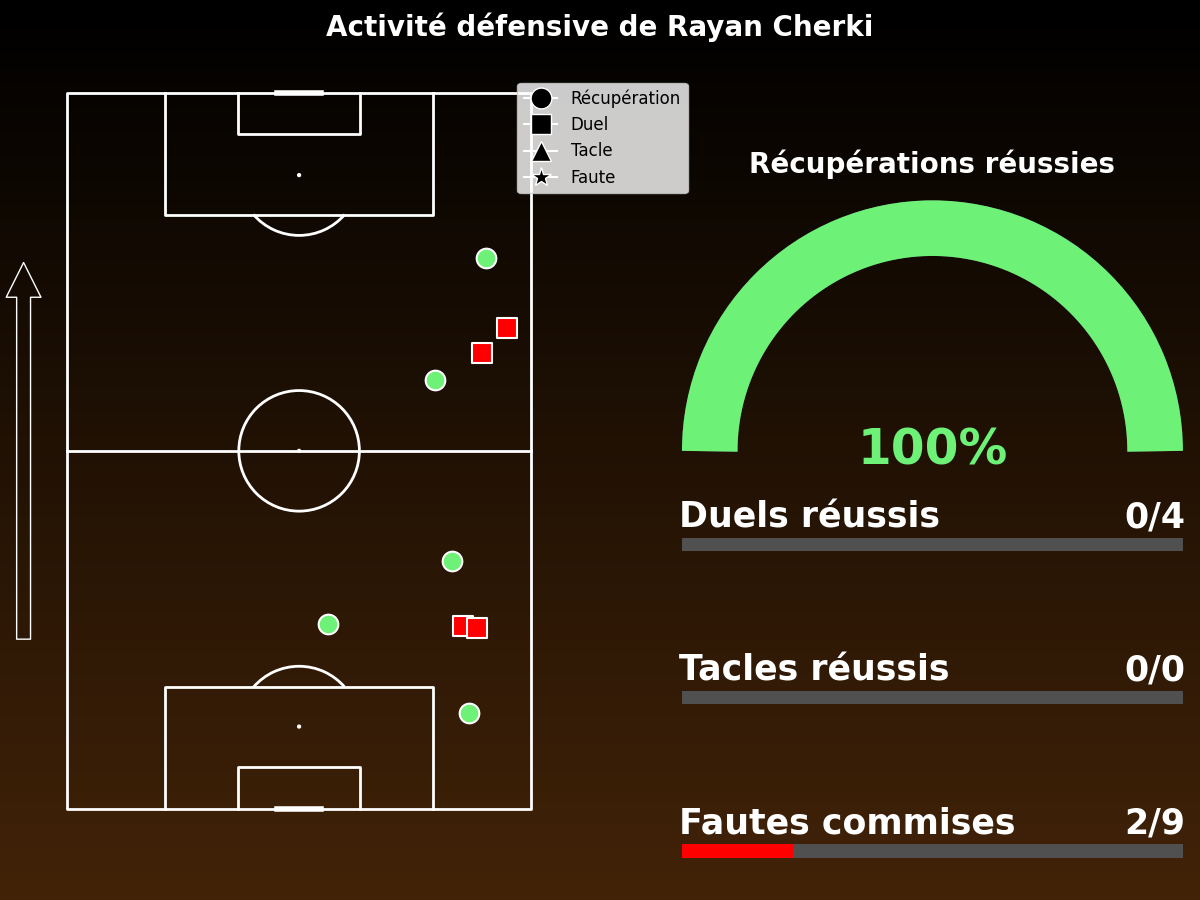 Activité défensive de Rayan Cherki
Récupération
Duel
Tacle
Faute
Récupérations réussies
100%
Duels réussis 0/4
Tacles réussis 0/0
Fautes commises 2/9